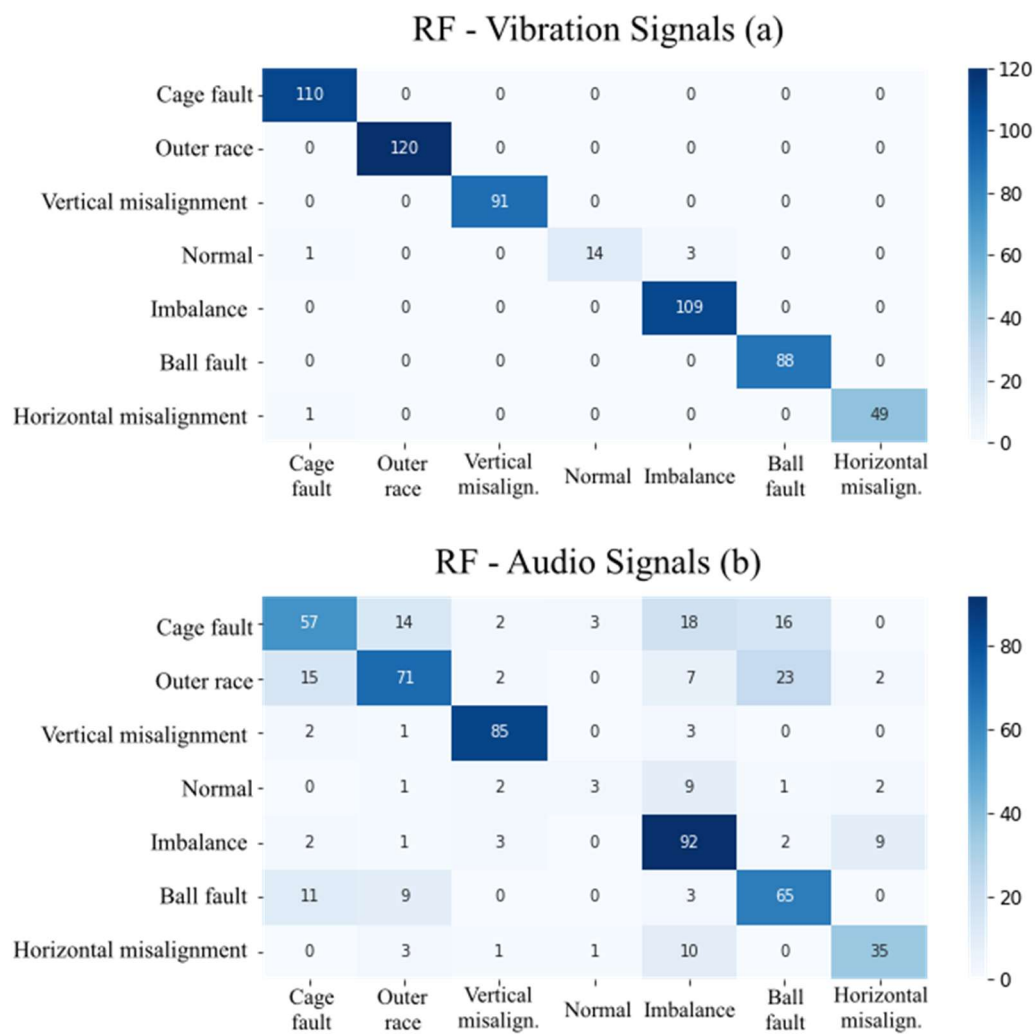 RF - Vibration Signals (a)
Cage fault 110 0 0 0 0 0 0
Outer race 0 120 0 0 0 0 0
Vertical misalignment 0 0 91 0 0 0 0
Normal 1 0 0 14 3 0 0
Imbalance 0 0 0 0 109 0 0
Ball fault 0 0 0 0 0 88 0
Horizontal misalignment 1 0 0 0 0 0 49
Cage Outer Vertical Normal Imbalance Ball Horizontal
fault race misalign. fault misalign.
120
100
80
60
40
20
0
RF - Audio Signals (b)
Cage fault 57 14 2 3 18 16 0
Outer race 15 71 2 0 7 23 2
Vertical misalignment 2 1 85 0 3 0 0
Normal 0 1 2 3 9 1 2
Imbalance 2 1 3 0 92 2 9
Ball fault 11 9 0 0 3 65 0
Horizontal misalignment 0 3 1 1 10 0 35
Cage Outer Vertical Normal Imbalance Ball Horizontal
fault race misalign. fault misalign.
80
60
40
20
0